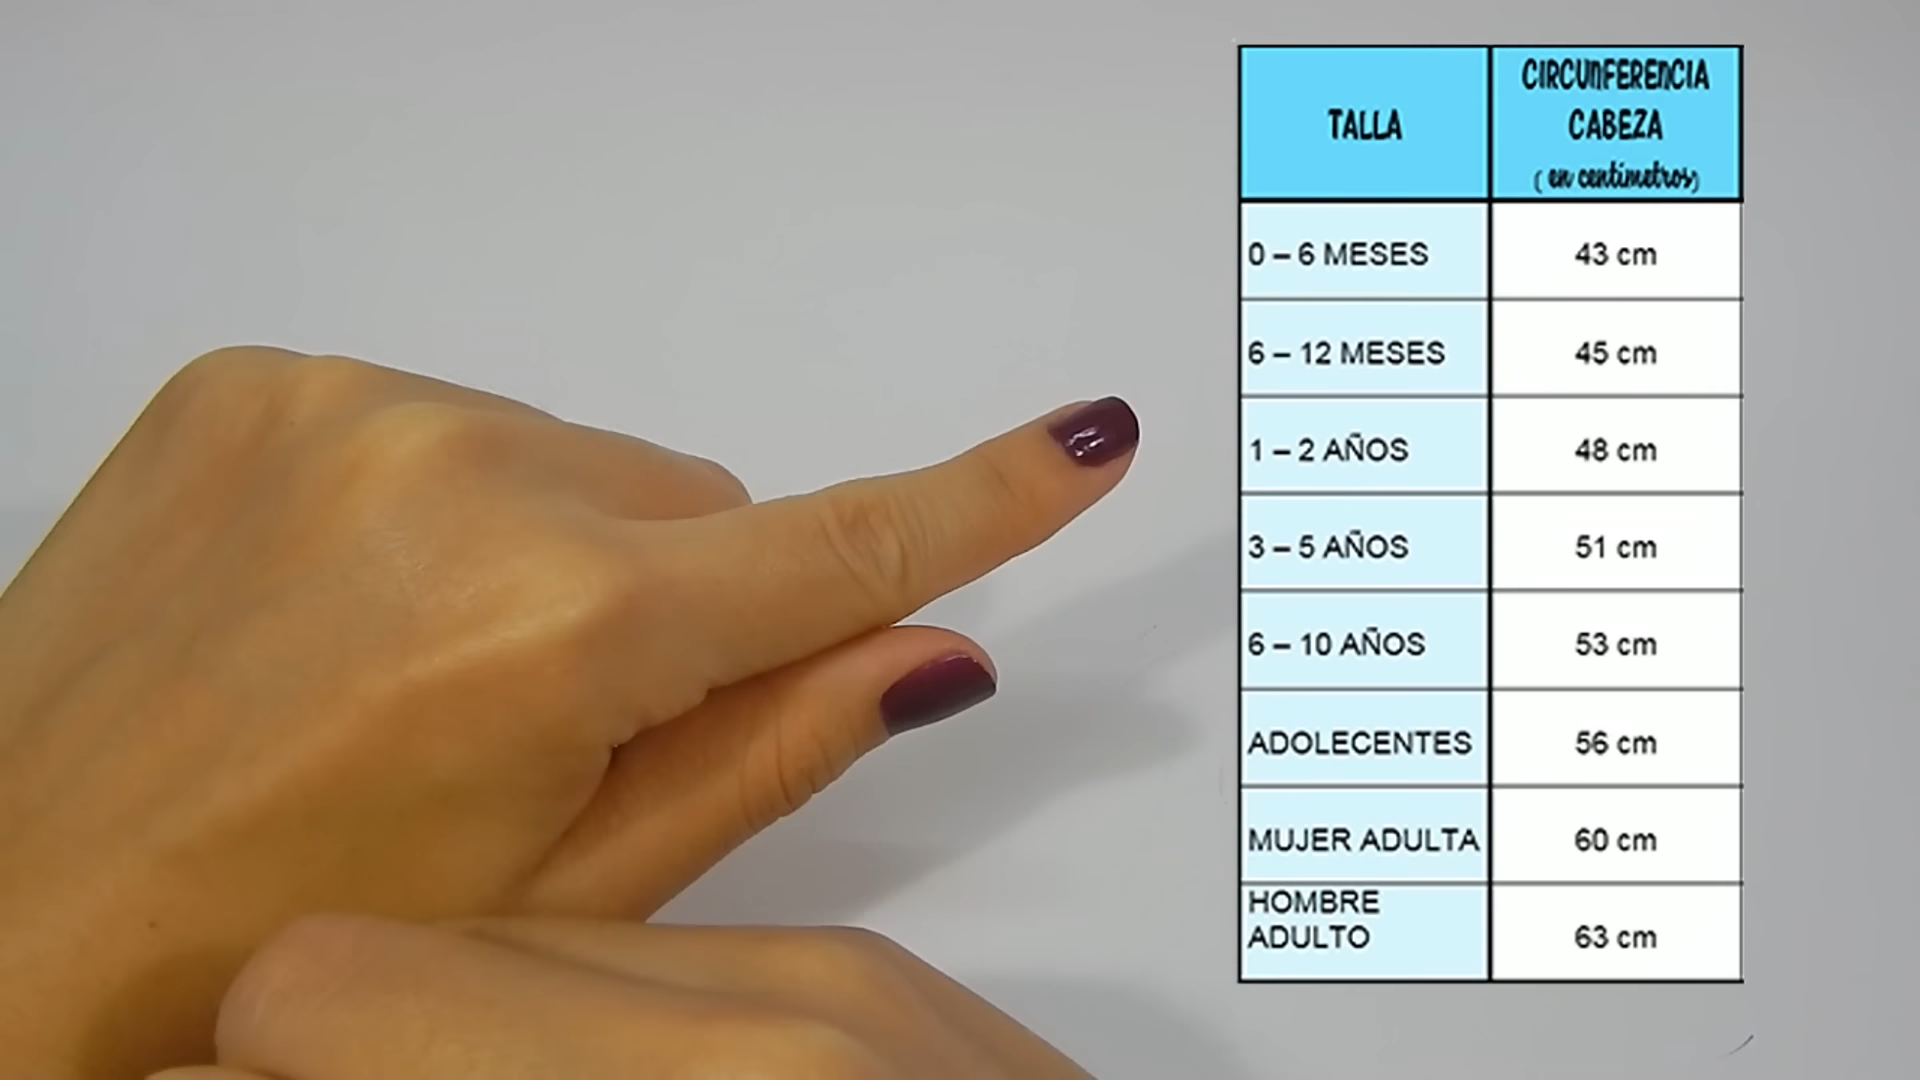 TALLA
CIRCUNFERENCIA
CABEZA
( en centimetros)
0 – 6 MESES
43 cm
6 – 12 MESES
45 cm
1 – 2 AÑOS
48 cm
3 – 5 AÑOS
51 cm
6 – 10 AÑOS
53 cm
ADOLECENTES
56 cm
MUJER ADULTA
60 cm
HOMBRE
ADULTO
63 cm